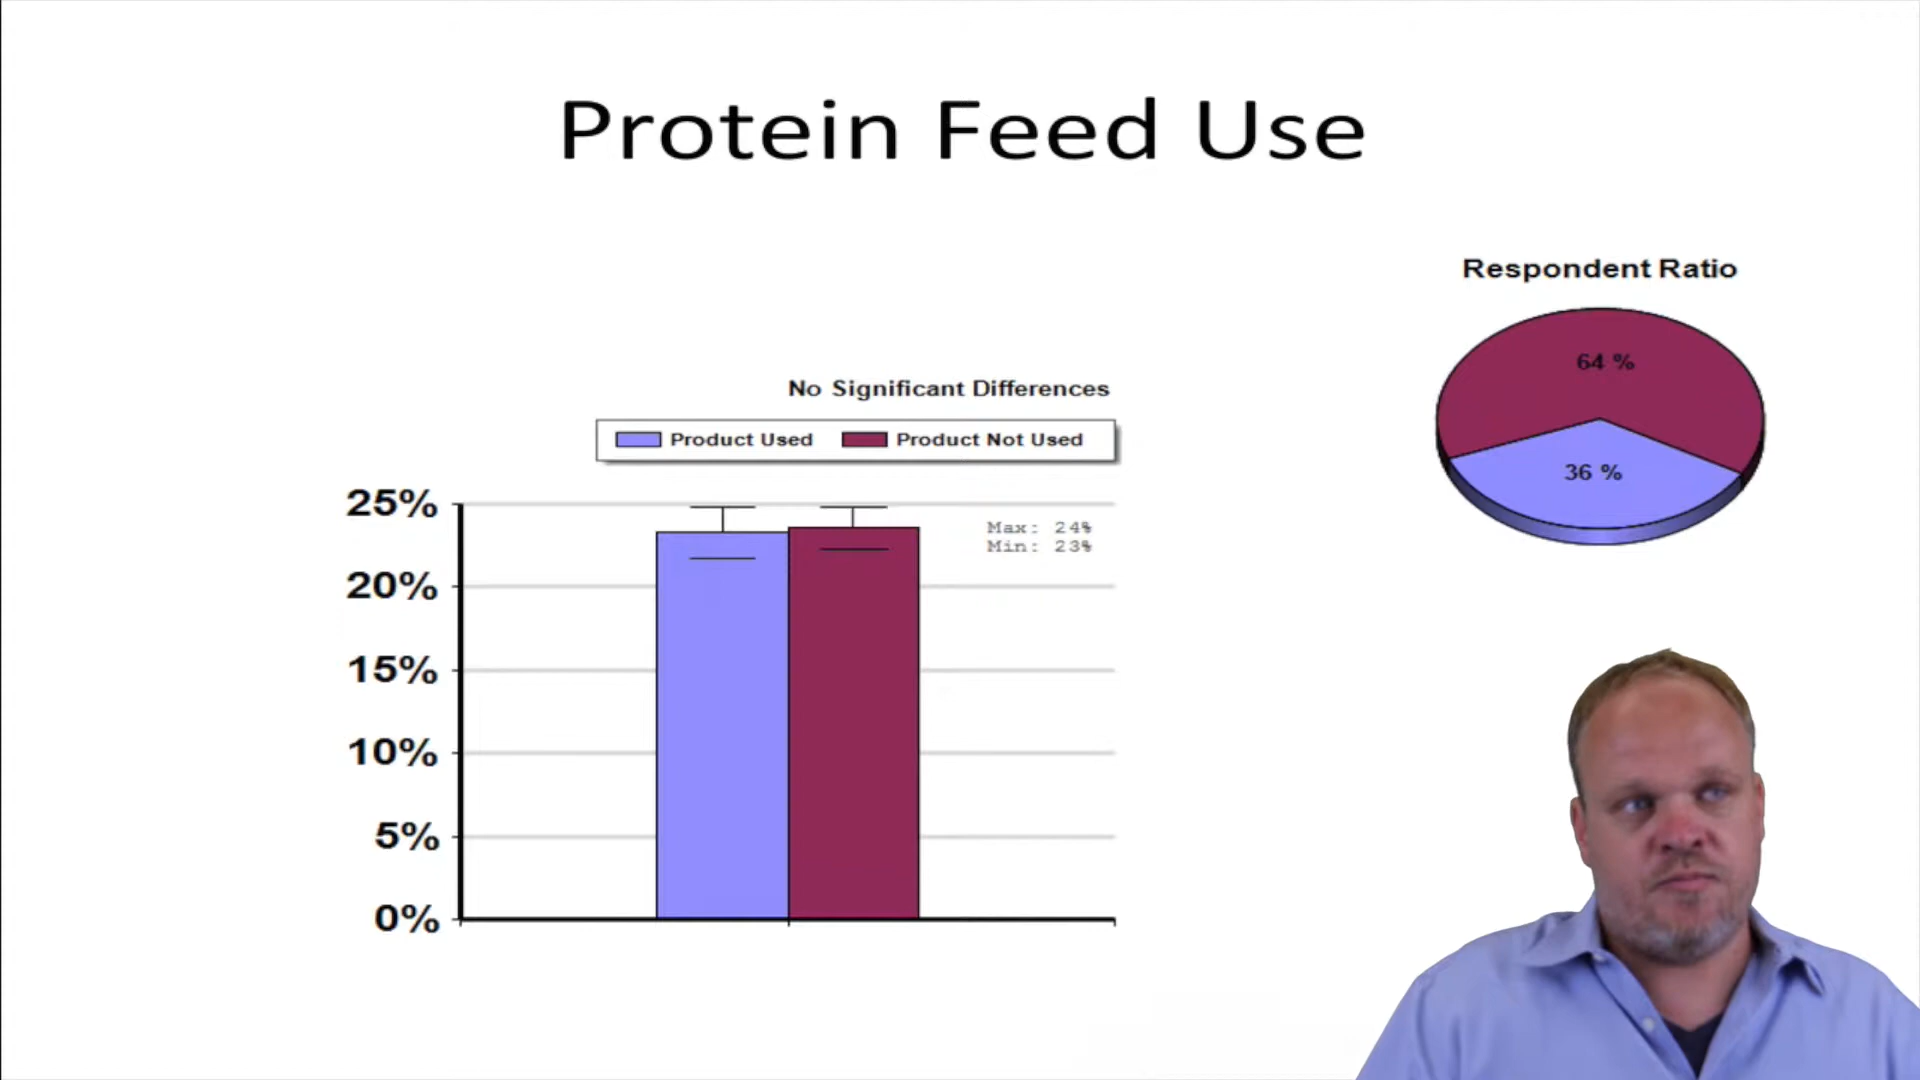 Protein Feed Use
Respondent Ratio
64 %
36 %
No Significant Differences
Product Used Product Not Used
Max: 24%
Min: 23%
25%
20%
15%
10%
5%
0%